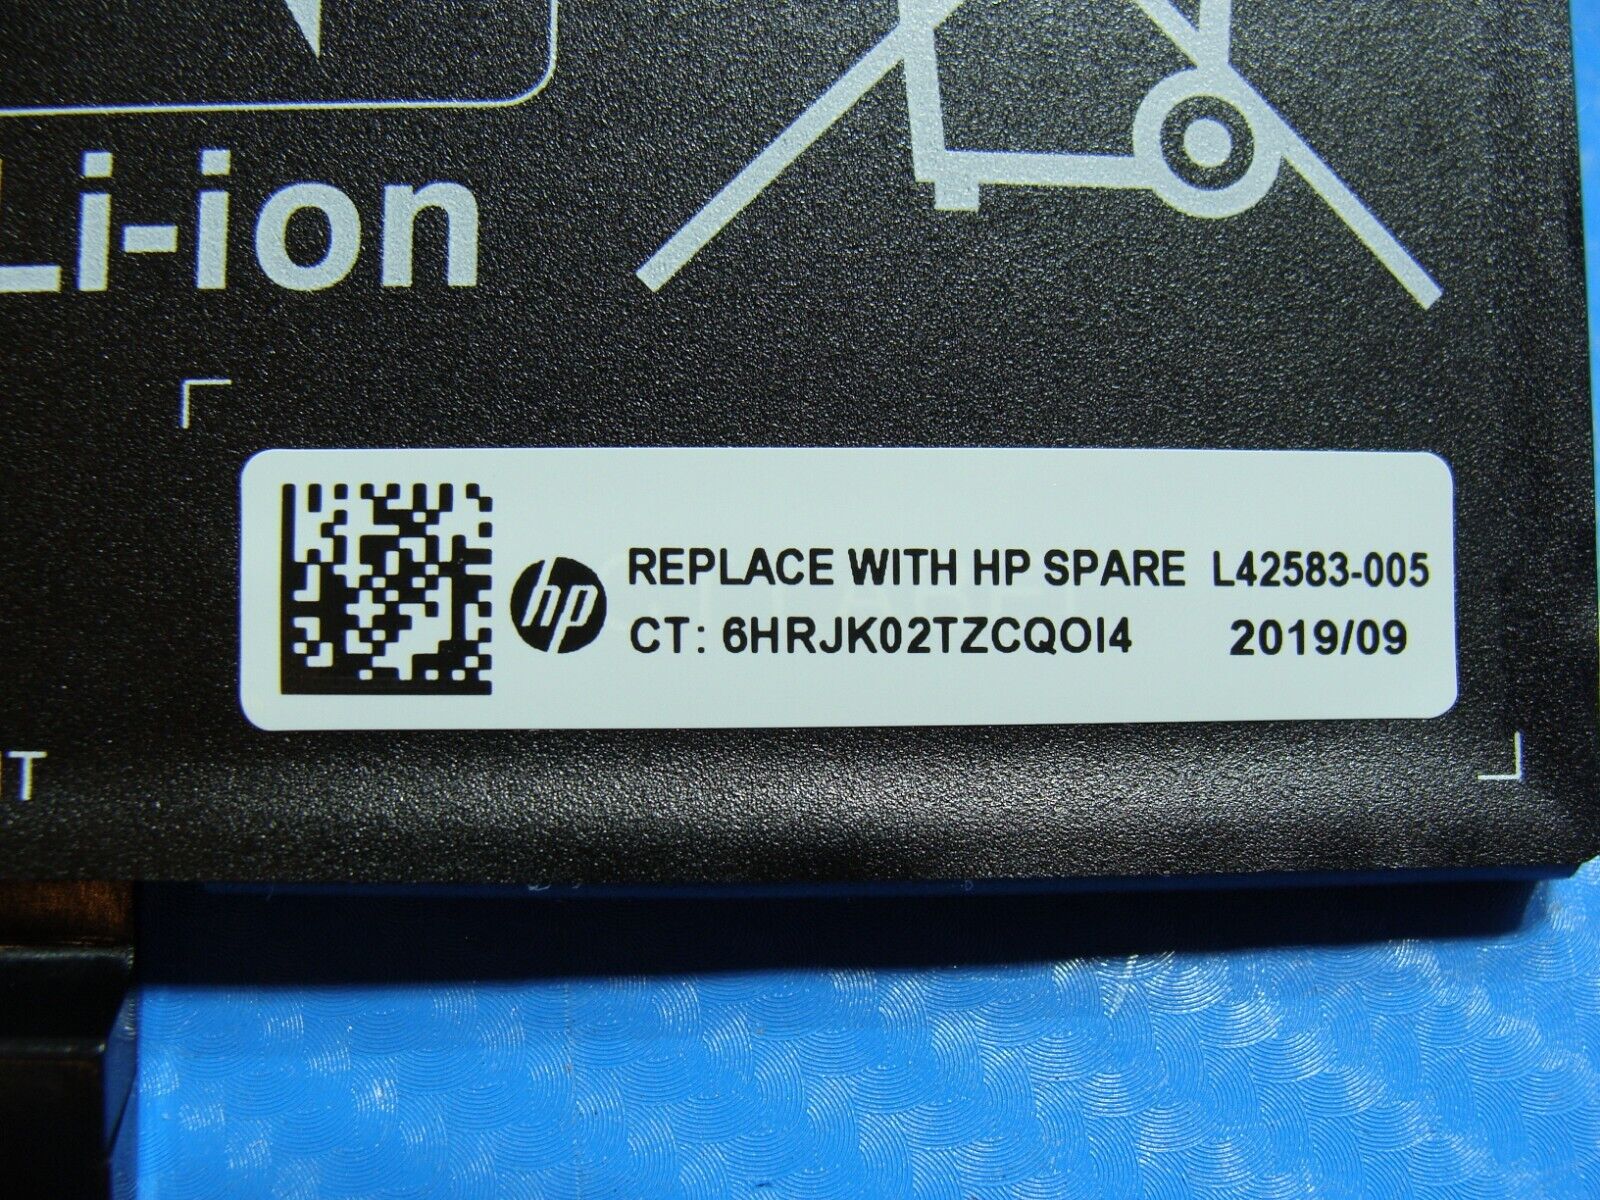 Li-ion
hp
REPLACE WITH HP SPARE L42583-005
CT: 6HRJK02TZCQOI4 2019/09